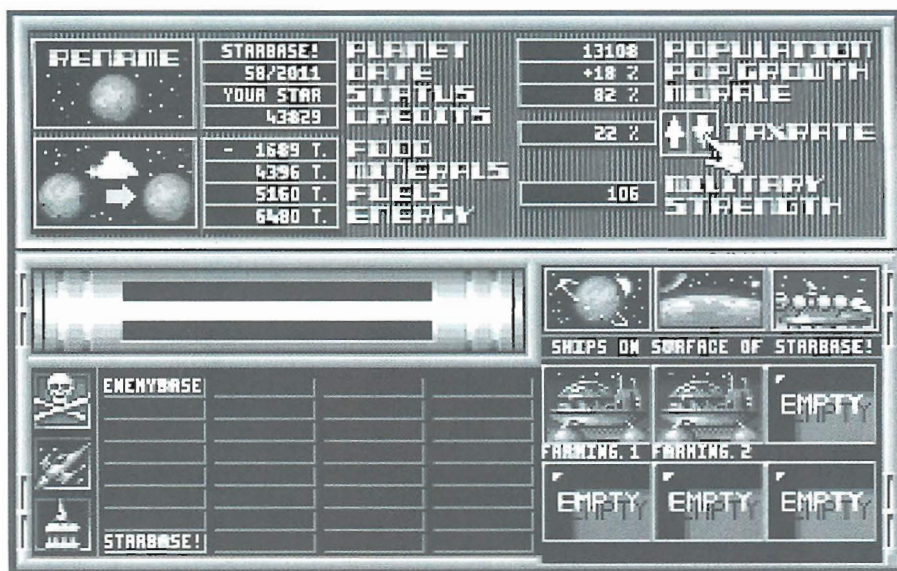 RENAME
STARBASE! PLANET
58/2011 DATE
YOUR STAR STATUS
43829 CREDITS
- 1689 T. FOOD
4396 T. MINERALS
5160 T. FUELS
6480 T. ENERGY
13108 POPULATION
+18 % POP.GROWTH
82 % MORALE
22 % TAXRATE
106 MILITARY
STRENGTH
SHIPS ON SURFACE OF STARBASE!
ENEMYBASE
STARBASE!
EMPTY
FARMING.1 FARMING.2
EMPTY EMPTY EMPTY